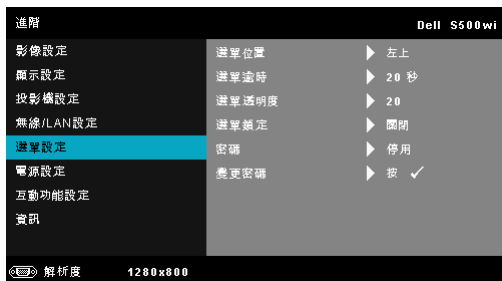 進階 Dell S500wi
影像設定
顯示設定
投影機設定
無線/LAN設定
選單設定
電源設定
互動功能設定
資訊
選單位置 左上
選單逾時 20 秒
選單透明度 20
選單鎖定 關閉
密碼 停用
變更密碼 按 ✓
解析度 1280x800